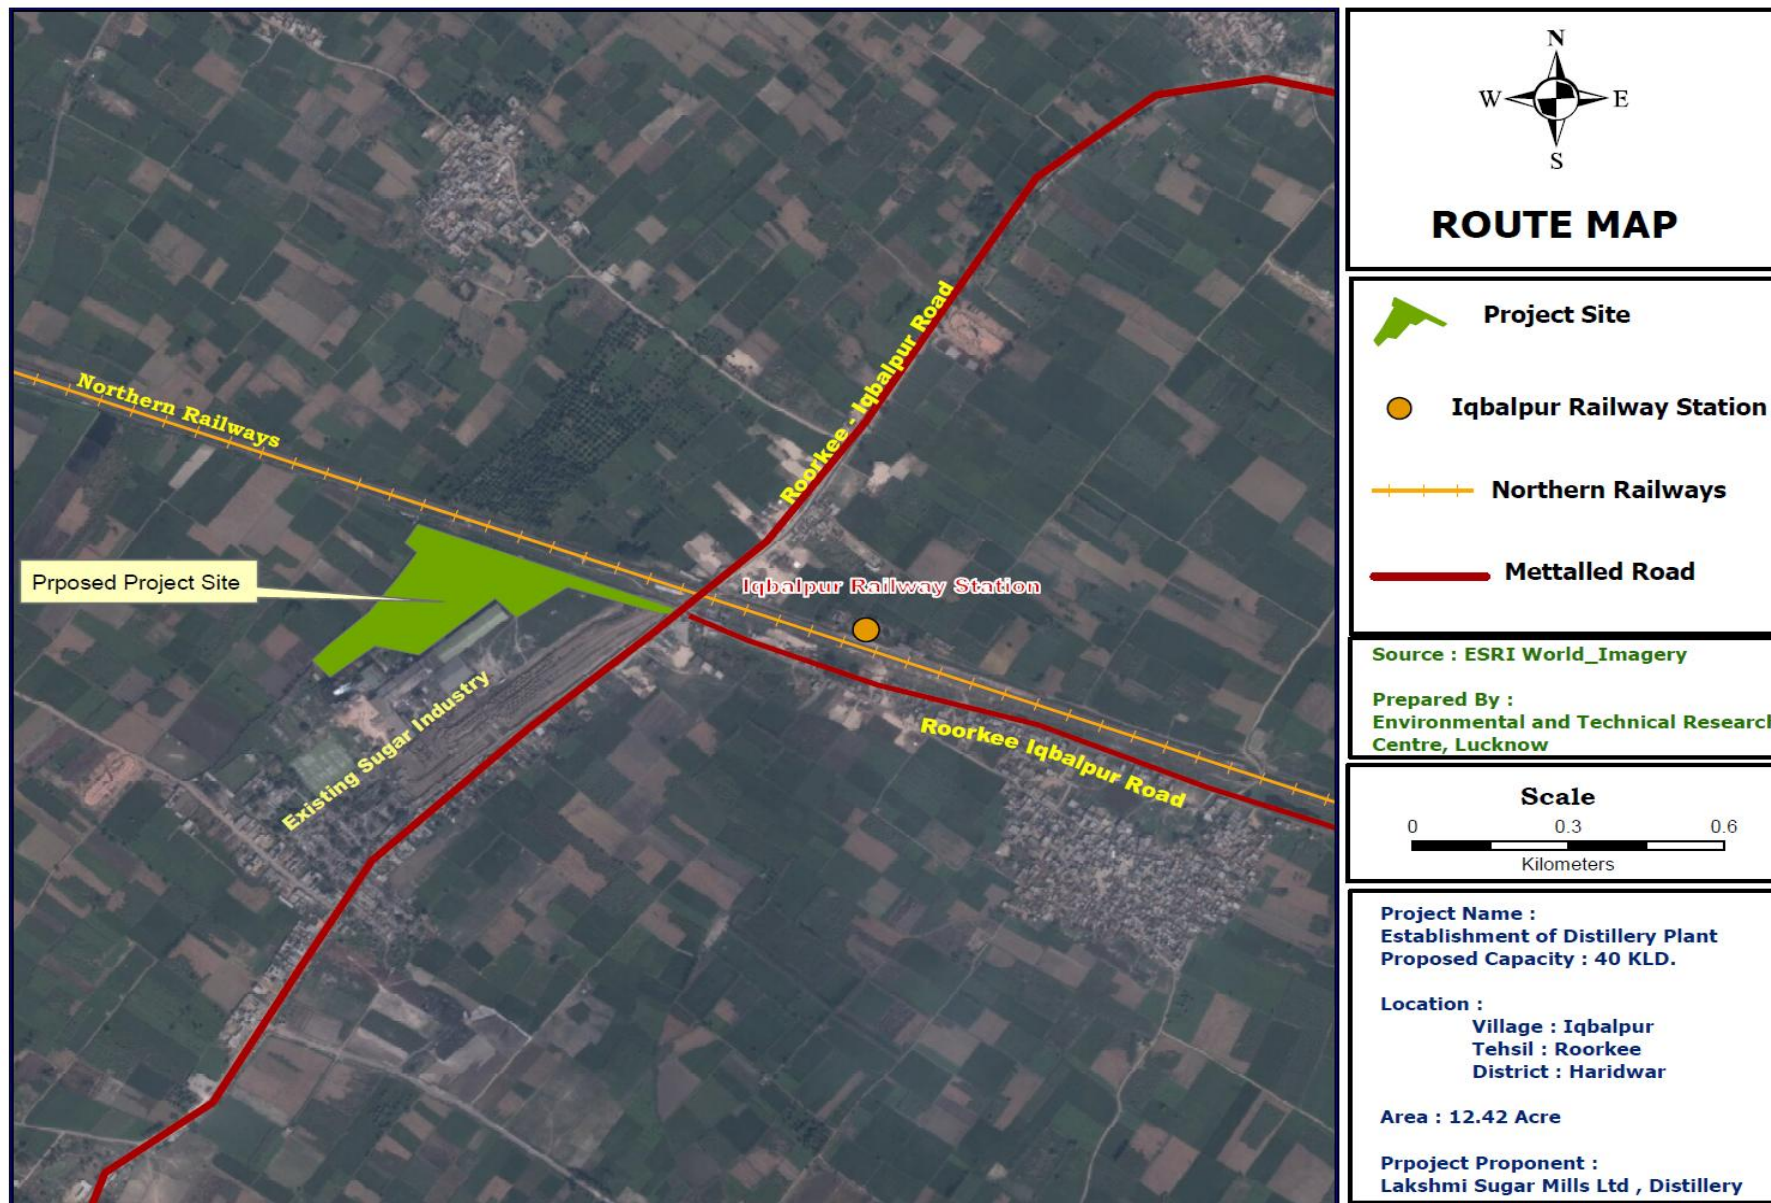 Northern Railways
Roorkee - Iqbalpur Road
Prposed Project Site
Iqbalpur Railway Station
Existing Sugar Industry
Roorkee Iqbalpur Road
N
W
E
S
ROUTE MAP
Project Site
Iqbalpur Railway Station
Northern Railways
Mettalled Road
Source : ESRI World_Imagery
Prepared By :
Environmental and Technical Research
Centre, Lucknow
Scale
0 0.3 0.6
Kilometers
Project Name :
Establishment of Distillery Plant
Proposed Capacity : 40 KLD.
Location :
Village : Iqbalpur
Tehsil : Roorkee
District : Haridwar
Area : 12.42 Acre
Prpoject Proponent :
Lakshmi Sugar Mills Ltd , Distillery